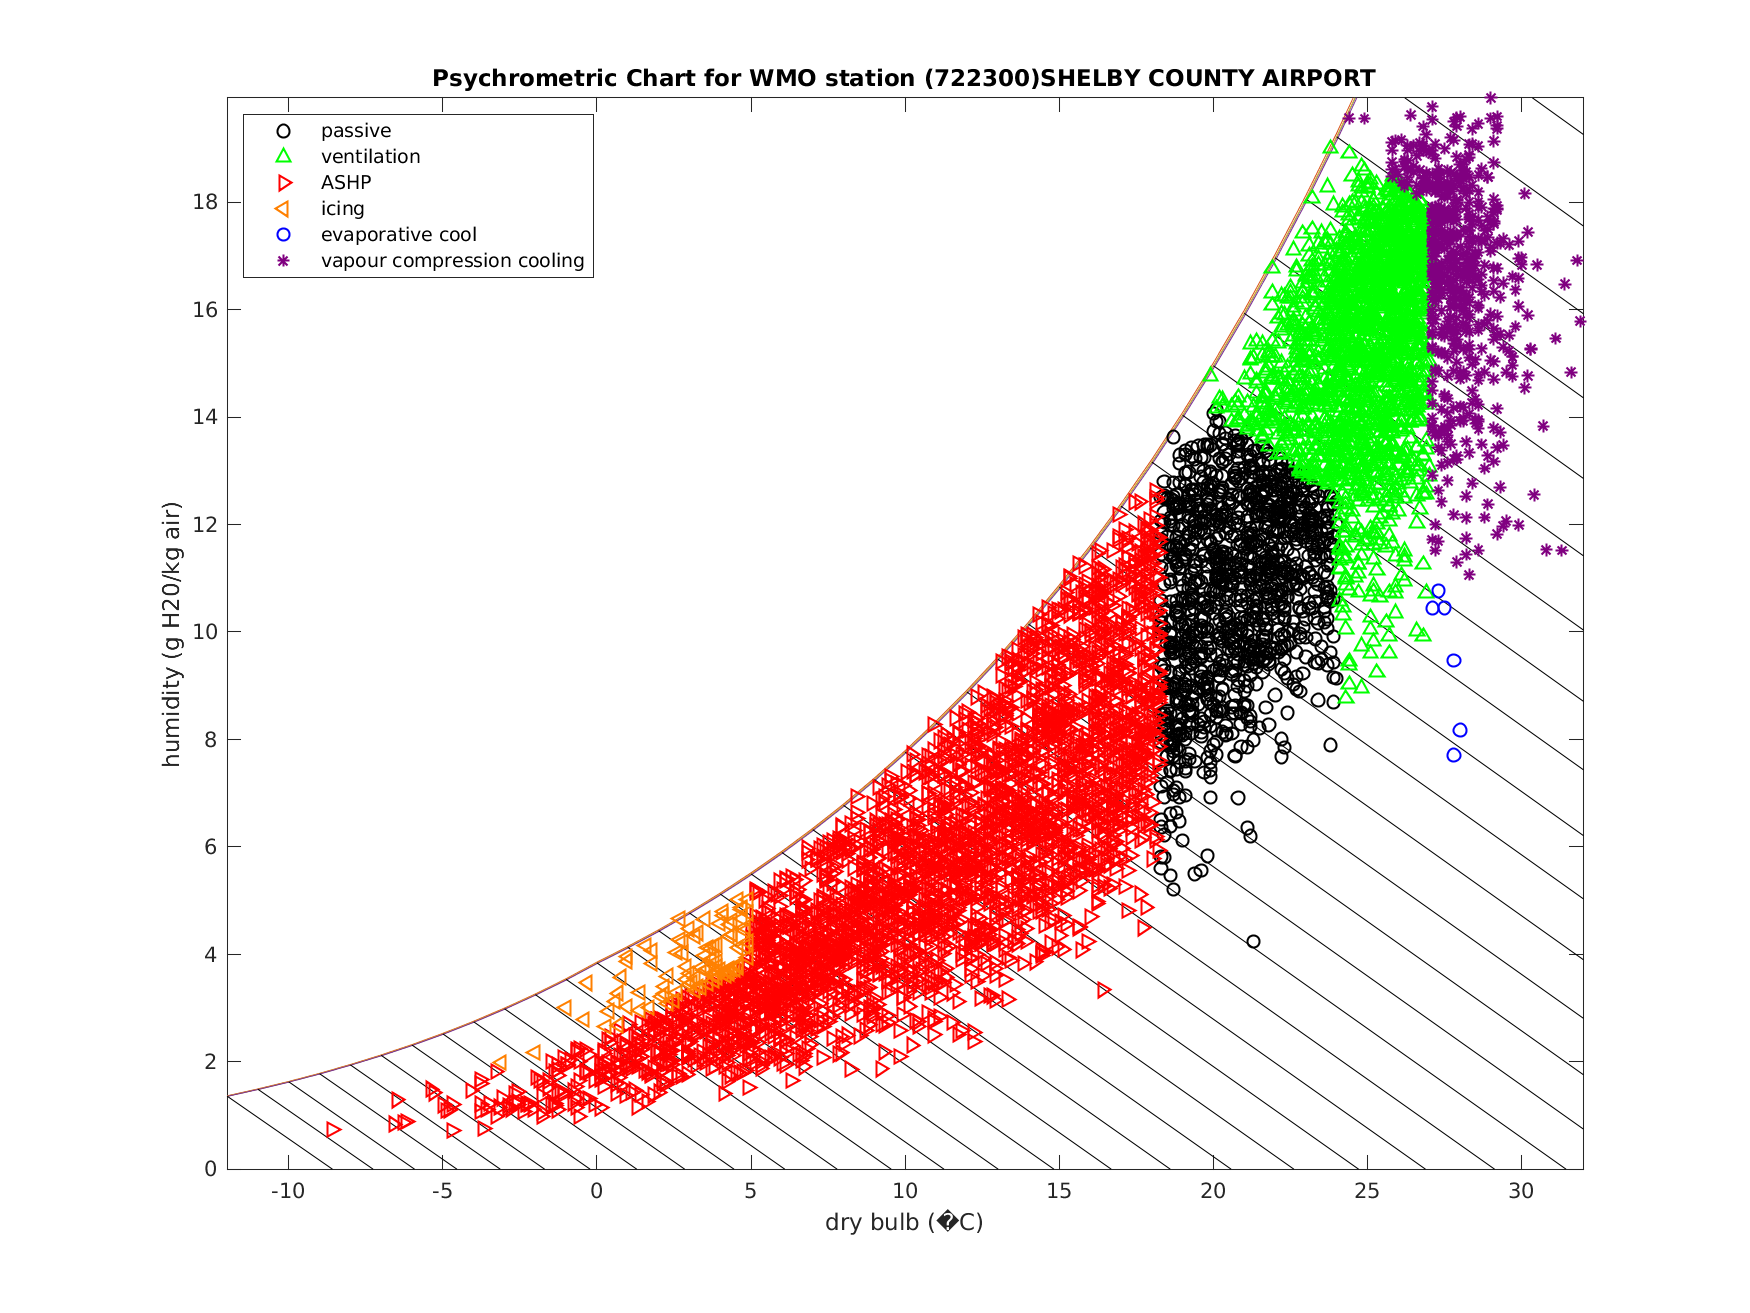 Psychrometric Chart for WMO station (722300)SHELBY COUNTY AIRPORT
passive
ventilation
ASHP
icing
evaporative cool
vapour compression cooling
humidity (g H20/kg air)
18
16
14
12
10
8
6
4
2
0
-10 -5 0 5 10 15 20 25 30
dry bulb (�C)